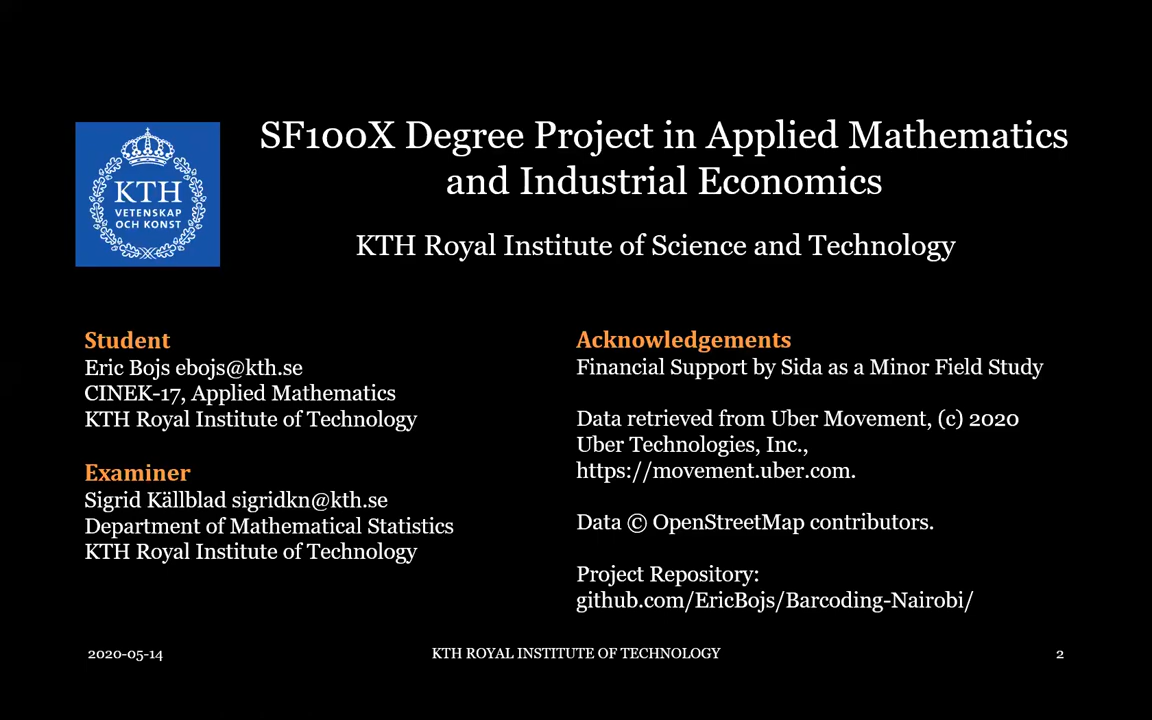 KTH
VETENSKAP
OCH KONST
SF100X Degree Project in Applied Mathematics
and Industrial Economics
KTH Royal Institute of Science and Technology
Student
Eric Bojs ebojs@kth.se
CINEK-17, Applied Mathematics
KTH Royal Institute of Technology
Examiner
Sigrid Källblad sigridkn@kth.se
Department of Mathematical Statistics
KTH Royal Institute of Technology
Acknowledgements
Financial Support by Sida as a Minor Field Study
Data retrieved from Uber Movement, (c) 2020
Uber Technologies, Inc.,
https://movement.uber.com.
Data © OpenStreetMap contributors.
Project Repository:
github.com/EricBojs/Barcoding-Nairobi/
2020-05-14
KTH ROYAL INSTITUTE OF TECHNOLOGY
2